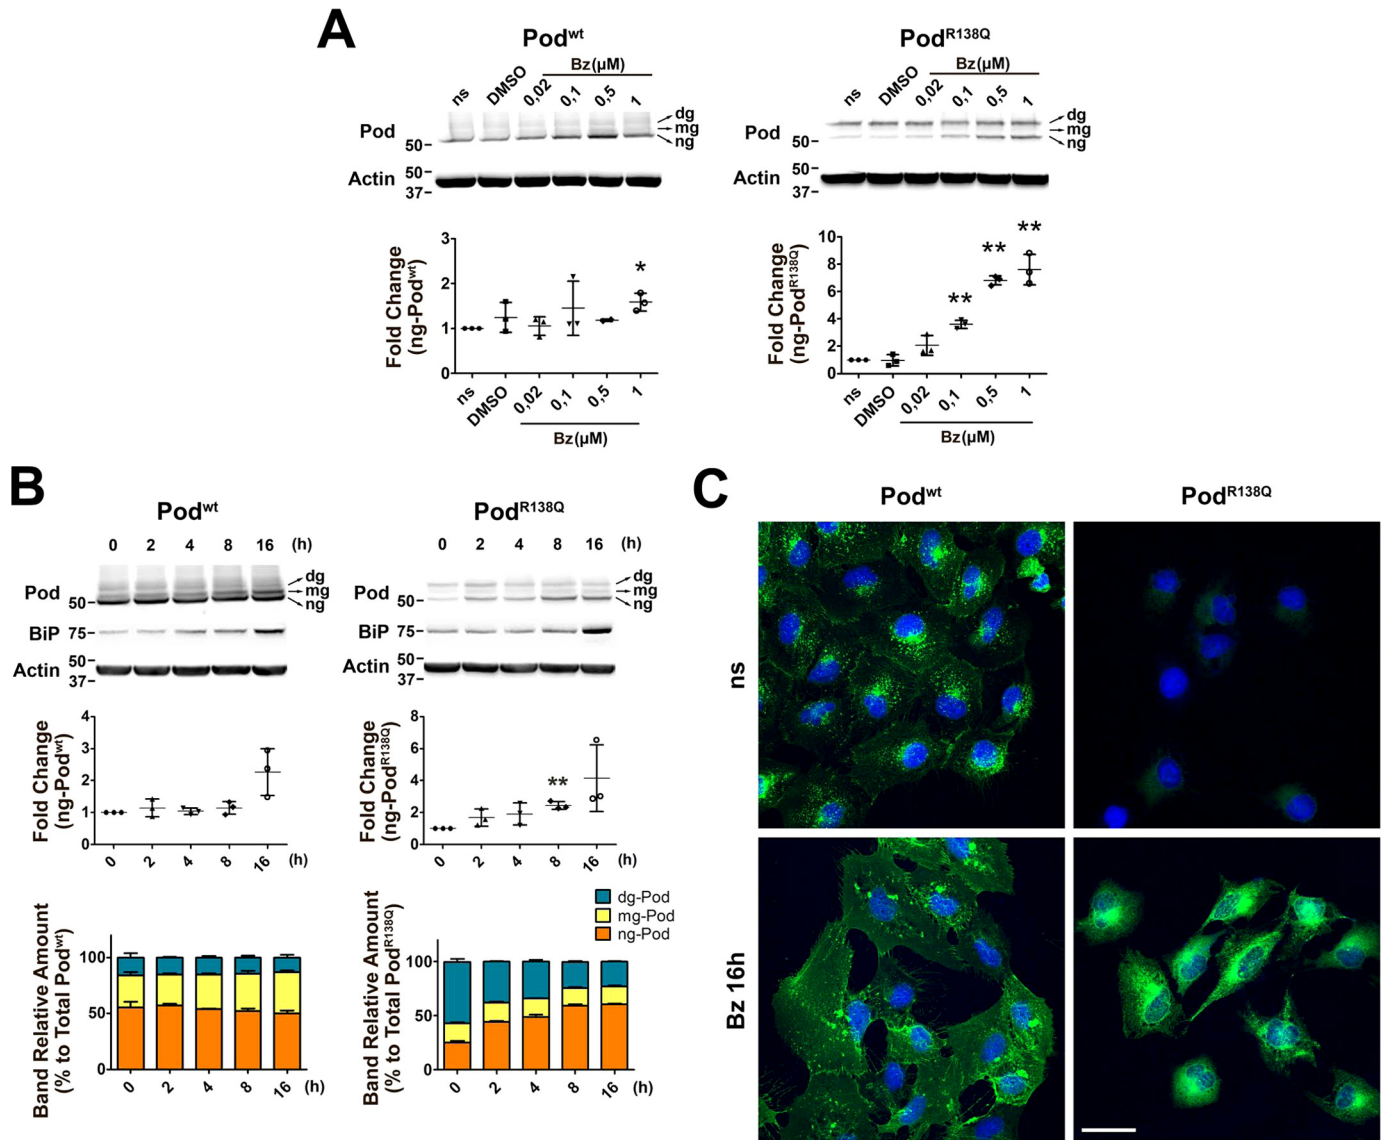 A
Pod^wt
Pod^R138Q
Bz(µM)
Bz(µM)
ns DMSO 0,02 0,1 0,5 1
ns DMSO 0,02 0,1 0,5 1
dg
mg
ng
dg
mg
ng
Pod
50
Pod
50
Actin
50
37
Actin
50
37
Fold Change
(ng-Pod^wt)
3
2
1
0
*
ns DMSO 0,02 0,1 0,5 1
Bz(µM)
Fold Change
(ng-Pod^R138Q)
10
8
6
4
2
0
** ** **
ns DMSO 0,02 0,1 0,5 1
Bz(µM)
B
Pod^wt
0 2 4 8 16 (h)
Pod
50
dg
mg
ng
BiP
75
Actin
50
37
Fold Change
(ng-Pod^wt)
4
3
2
1
0
0 2 4 8 16 (h)
Band Relative Amount
(% to Total Pod^wt)
100
50
0
0 2 4 8 16 (h)
Pod^R138Q
0 2 4 8 16 (h)
Pod
50
dg
mg
ng
BiP
75
Actin
50
37
Fold Change
(ng-Pod^R138Q)
8
6
4
2
0
**
0 2 4 8 16 (h)
dg-Pod
mg-Pod
ng-Pod
Band Relative Amount
(% to Total Pod^R138Q)
100
50
0
0 2 4 8 16 (h)
C
Pod^wt
Pod^R138Q
ns
Bz 16h